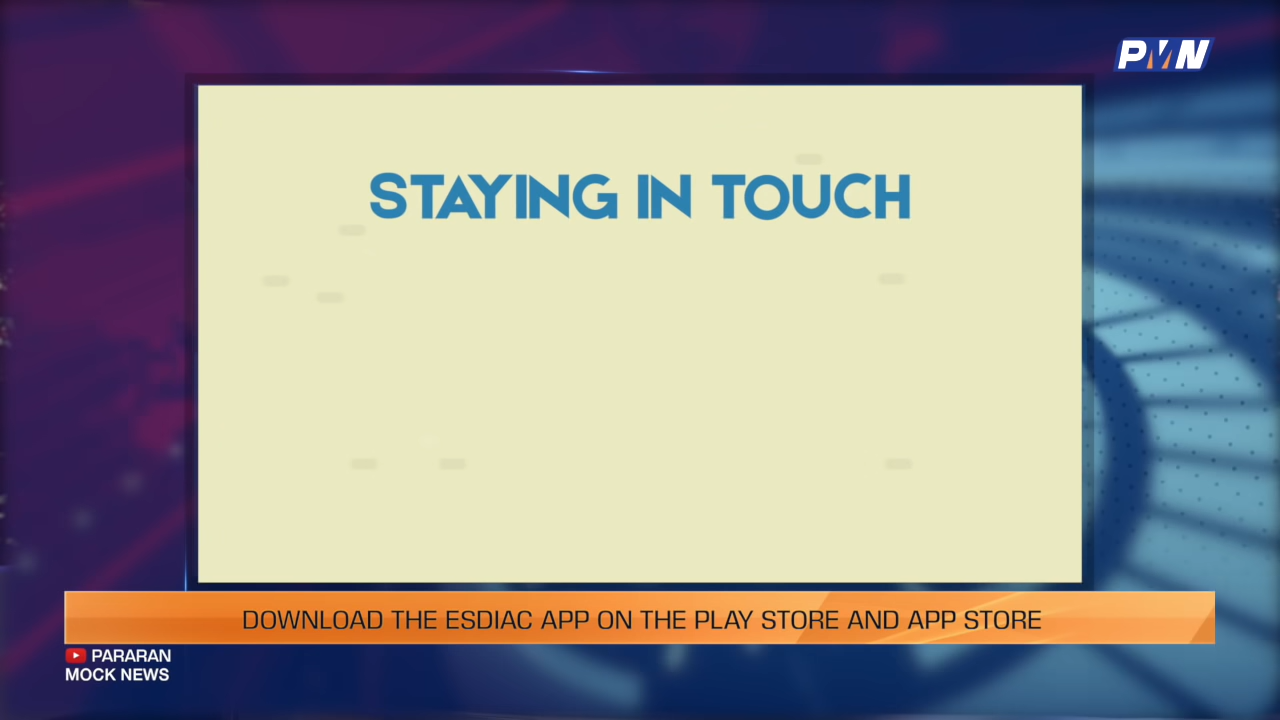 PMN
STAYING IN TOUCH
DOWNLOAD THE ESDIAC APP ON THE PLAY STORE AND APP STORE
PARARAN
MOCK NEWS